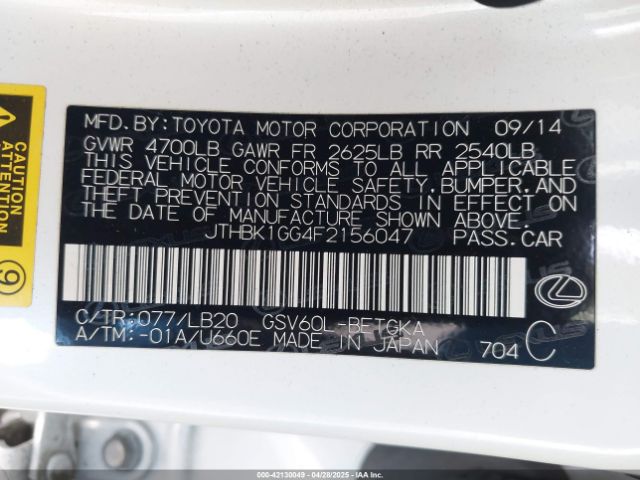 CAUTION
Attention
9
MFD.BY:TOYOTA MOTOR CORPORATION 09/14
GVWR 4700LB GAWR FR 2625LB RR 2540LB
THIS VEHICLE CONFORMS TO ALL APPLICABLE
FEDERAL MOTOR VEHICLE SAFETY.BUMPER.AND
THEFT PREVENTION STANDARDS IN EFFECT ON
THE DATE OF MANUFACTURE SHOWN ABOVE.
JTHBK1GG4F2156047 PASS.CAR
C/TR:077/LB20 GSV60L-BETGKA
A/TM:-01A/U660E MADE IN JAPAN 704 C
000-42130049 04/28/2025 IAAI